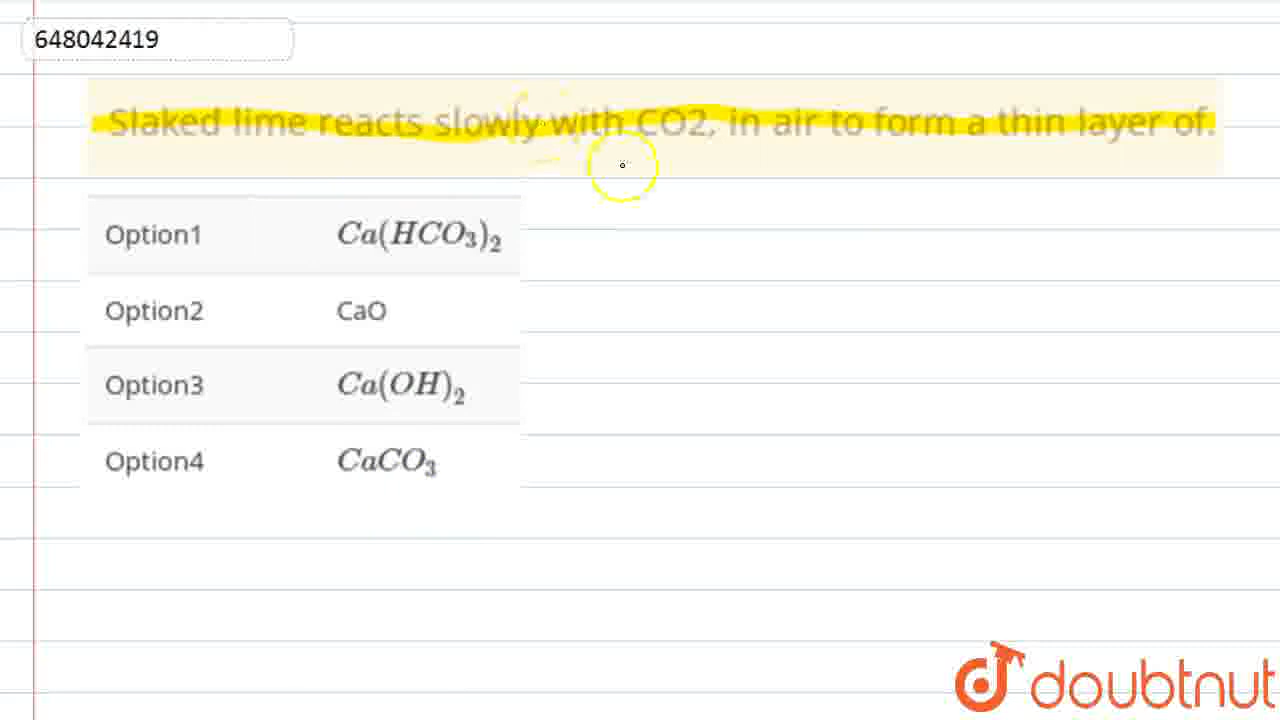 648042419
Slaked lime reacts slowly with CO2, in air to form a thin layer of.
Option1 Ca(HCO₃)₂
Option2 CaO
Option3 Ca(OH)₂
Option4 CaCO₃
doubtnut